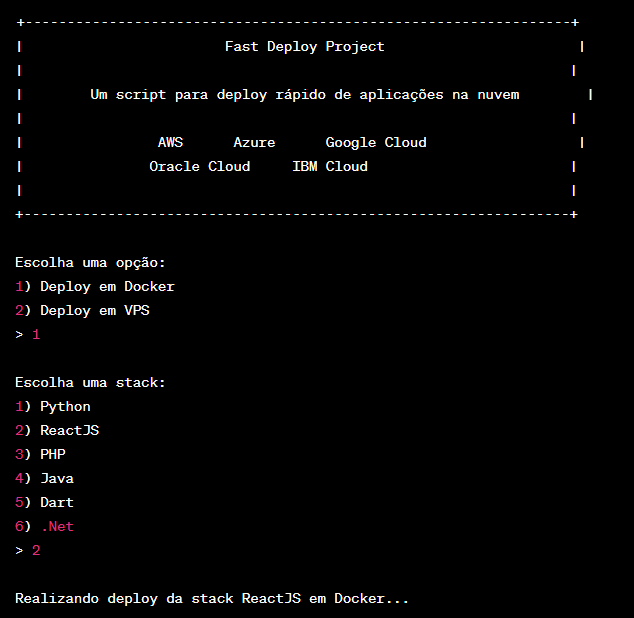 +-----------------------------------------------------------------+
|                        Fast Deploy Project                       |
|                                                                 |
|        Um script para deploy rápido de aplicações na nuvem        |
|                                                                 |
|                AWS      Azure      Google Cloud                  |
|               Oracle Cloud     IBM Cloud                        |
|                                                                 |
+-----------------------------------------------------------------+
Escolha uma opção:
1) Deploy em Docker
2) Deploy em VPS
> 1
Escolha uma stack:
1) Python
2) ReactJS
3) PHP
4) Java
5) Dart
6) .Net
> 2
Realizando deploy da stack ReactJS em Docker...